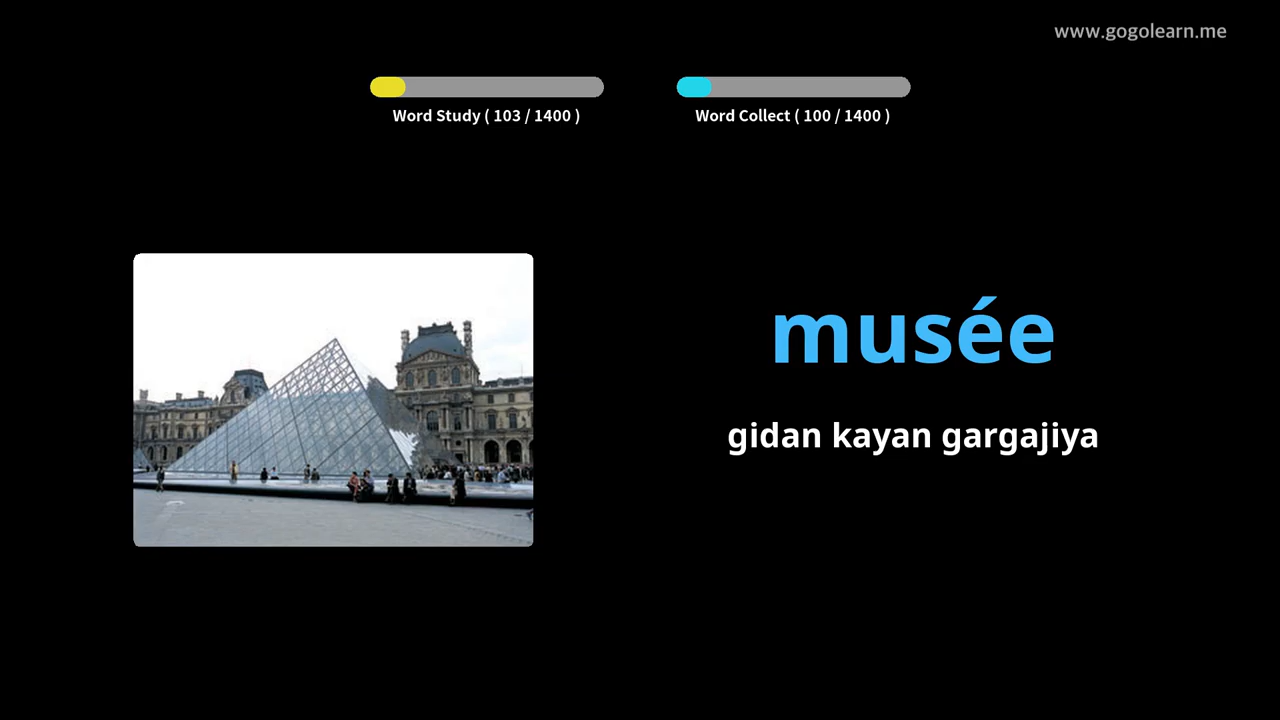 www.gogolearn.me
Word Study ( 103 / 1400 )
Word Collect ( 100 / 1400 )
musée
gidan kayan gargajiya